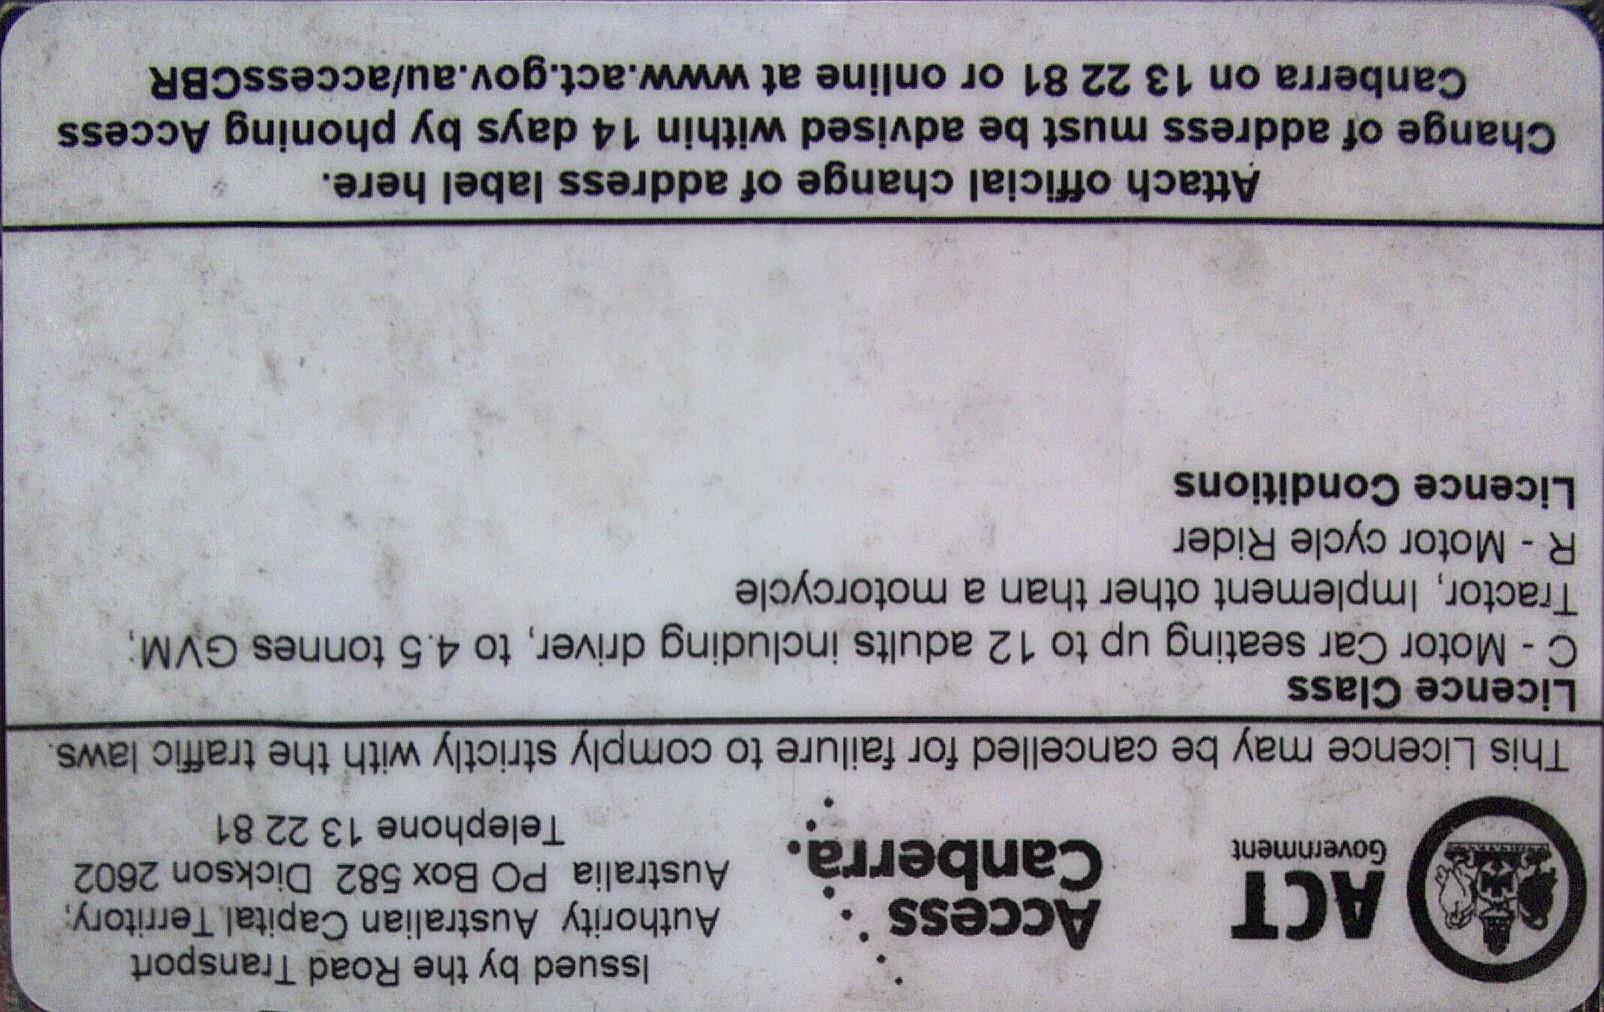 ACT
Government
Access
Canberra.
Issued by the Road Transport
Authority Australian Capital Territory,
Australia PO Box 582 Dickson 2602
Telephone 13 22 81
This Licence may be cancelled for failure to comply strictly with the traffic laws.
Licence Class
C - Motor Car seating up to 12 adults including driver, to 4.5 tonnes GVM,
Tractor, Implement other than a motorcycle
R - Motor cycle Rider
Licence Conditions
Attach official change of address label here.
Change of address must be advised within 14 days by phoning Access
Canberra on 13 22 81 or online at www.act.gov.au/accessCBR